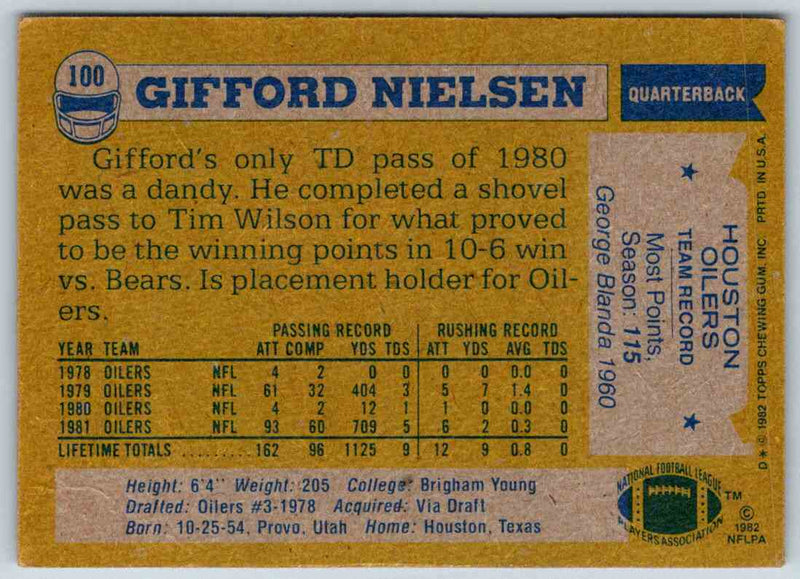 100
GIFFORD NIELSEN
QUARTERBACK
Gifford's only TD pass of 1980
was a dandy. He completed a shovel
pass to Tim Wilson for what proved
to be the winning points in 10-6 win
vs. Bears. Is placement holder for Oil-
ers.
PASSING RECORD RUSHING RECORD
YEAR TEAM ATT COMP YDS TDS ATT YDS AVG TDS
1978 OILERS NFL 4 2 0 0 0 0 0.0 0
1979 OILERS NFL 61 32 404 3 5 7 1.4 0
1980 OILERS NFL 4 2 12 1 1 0 0.0 0
1981 OILERS NFL 93 60 709 5 6 2 0.3 0
LIFETIME TOTALS ......... 162 96 1125 9 12 9 0.8 0
Height: 6'4" Weight: 205 College: Brigham Young
Drafted: Oilers #3-1978 Acquired: Via Draft
Born: 10-25-54, Provo, Utah Home: Houston, Texas
HOUSTON
OILERS
★ TEAM RECORD ★
Most Points,
Season: 115
George Blanda 1960
D* © 1982 TOPPS CHEWING GUM, INC. PRTD IN U.S.A.
NATIONAL FOOTBALL LEAGUE
PLAYERS ASSOCIATION
TM
©
1982
NFLPA